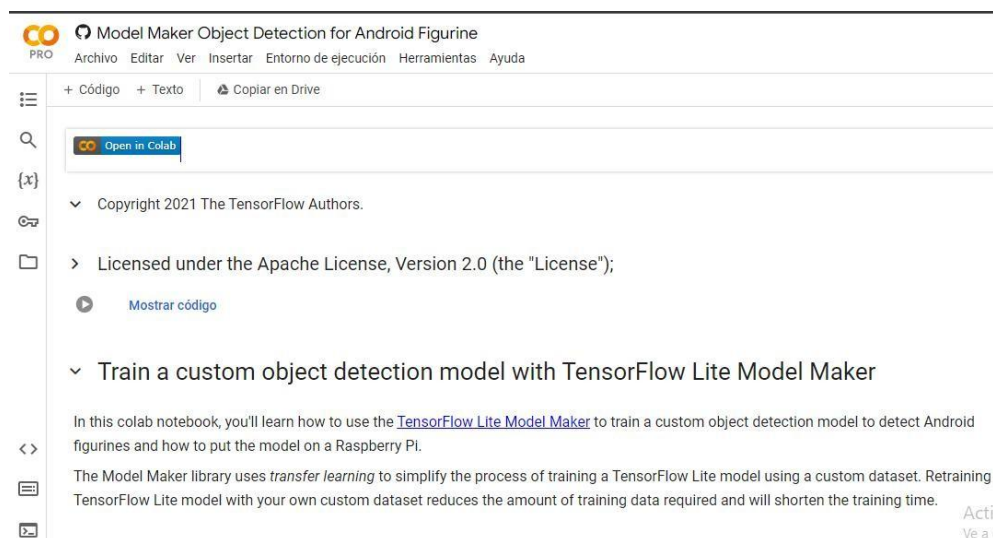 CO Model Maker Object Detection for Android Figurine
PRO Archivo Editar Ver Insertar Entorno de ejecución Herramientas Ayuda
+ Código + Texto Copiar en Drive
CO Open in Colab
{x}
Copyright 2021 The TensorFlow Authors.
Licensed under the Apache License, Version 2.0 (the "License");
Mostrar código
Train a custom object detection model with TensorFlow Lite Model Maker
In this colab notebook, you'll learn how to use the TensorFlow Lite Model Maker to train a custom object detection model to detect Android
figurines and how to put the model on a Raspberry Pi.
The Model Maker library uses transfer learning to simplify the process of training a TensorFlow Lite model using a custom dataset. Retraining
TensorFlow Lite model with your own custom dataset reduces the amount of training data required and will shorten the training time.
Acti
Ve a